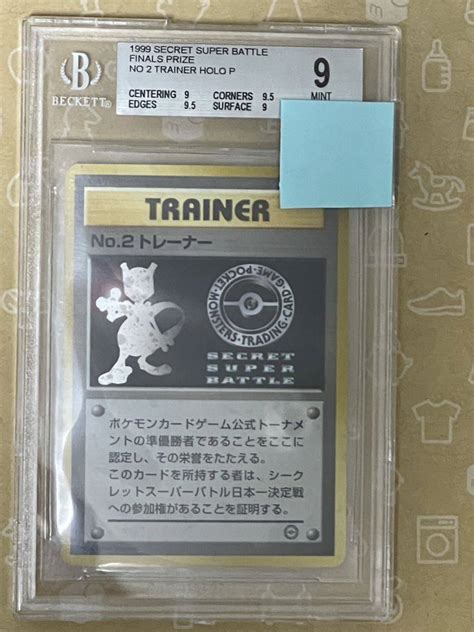 1999 SECRET SUPER BATTLE
FINALS PRIZE
NO 2 TRAINER HOLO P
CENTERING 9 CORNERS 9.5
EDGES 9.5 SURFACE 9
9
MINT
B
BECKETT
TRAINER
No.2トレーナー
POCKET MONSTERS TRADING CARD GAME
SECRET
SUPER
BATTLE
ポケモンカードゲーム公式トーナメ
ントの準優勝者であることをここに
認定し、その栄誉をたたえる。
このカードを所持する者は、シーク
レットスーパーバトル日本一決定戦
への参加権があることを証明する。